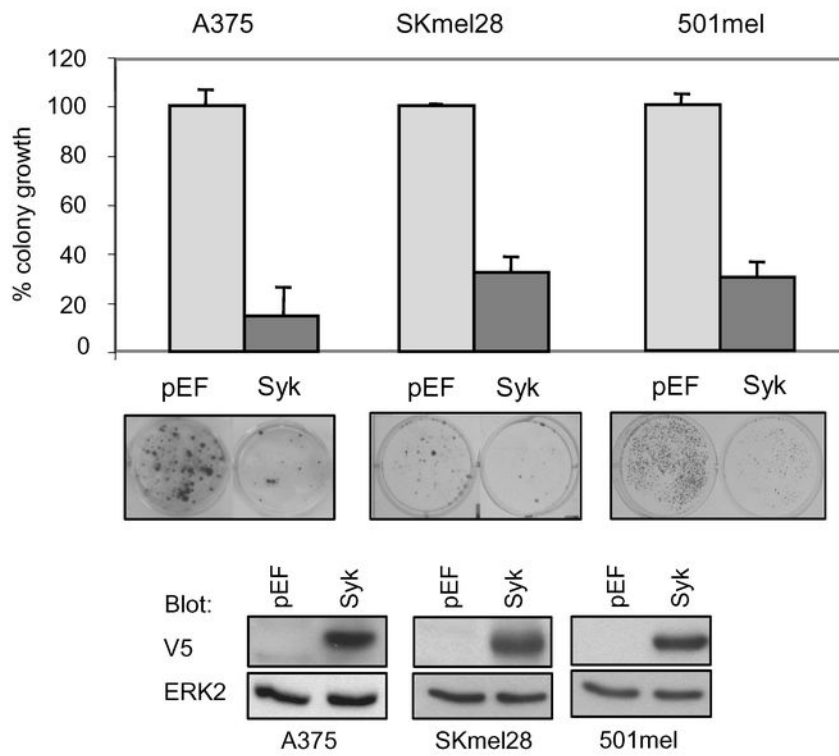 A375 SKmel28 501mel
120
100
80
60
40
20
0
% colony growth
pEF Syk pEF Syk pEF Syk
Blot: pEF Syk pEF Syk pEF Syk
V5
ERK2
A375 SKmel28 501mel